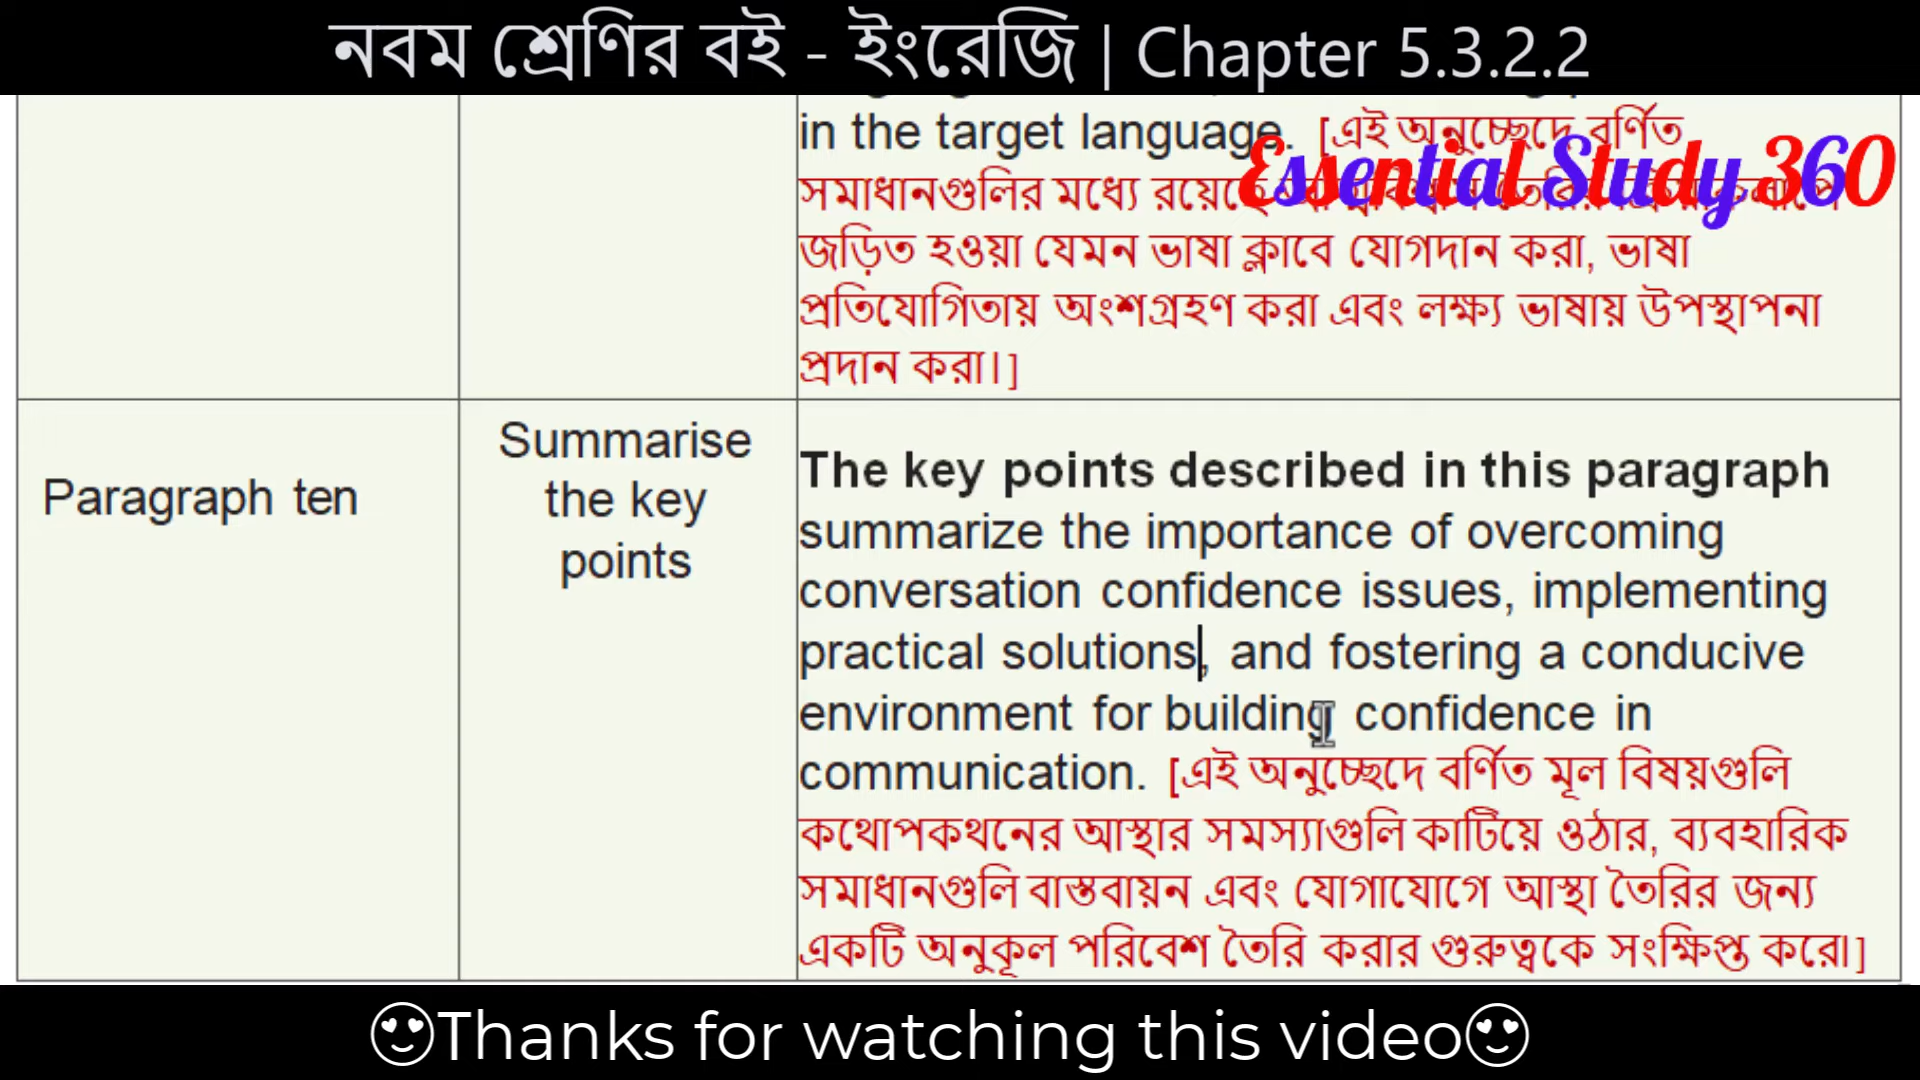 নবম শ্রেণির বই - ইংরেজি | Chapter 5.3.2.2
in the target language. [এই অনুচ্ছেদে বর্ণিত
Essential Study 360
সমাধানগুলির মধ্যে রয়েছে
জড়িত হওয়া যেমন ভাষা ক্লাবে যোগদান করা, ভাষা
প্রতিযোগিতায় অংশগ্রহণ করা এবং লক্ষ্য ভাষায় উপস্থাপনা
প্রদান করা।]
Paragraph ten
Summarise
the key
points
The key points described in this paragraph
summarize the importance of overcoming
conversation confidence issues, implementing
practical solutions, and fostering a conducive
environment for building confidence in
communication. [এই অনুচ্ছেদে বর্ণিত মূল বিষয়গুলি
কথোপকথনের আস্থার সমস্যাগুলি কাটিয়ে ওঠার, ব্যবহারিক
সমাধানগুলি বাস্তবায়ন এবং যোগাযোগে আস্থা তৈরির জন্য
একটি অনুকূল পরিবেশ তৈরি করার গুরুত্বকে সংক্ষিপ্ত করে।]
Thanks for watching this video